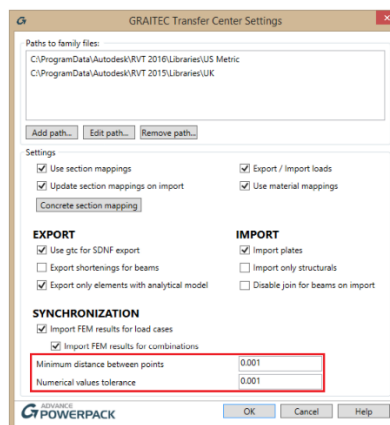 GRAITEC Transfer Center Settings
Paths to family files:
C:\ProgramData\Autodesk\RVT 2016\Libraries\US Metric
C:\ProgramData\Autodesk\RVT 2015\Libraries\UK
Add path... Edit path... Remove path...
Settings
Use section mappings Export / Import loads
Update section mappings on import Use material mappings
Concrete section mapping
EXPORT IMPORT
Use gtc for SDNF export Import plates
Export shortenings for beams Import only structurals
Export only elements with analytical model Disable join for beams on import
SYNCHRONIZATION
Import FEM results for load cases
Import FEM results for combinations
Minimum distance between points 0.001
Numerical values tolerance 0.001
ADVANCE
POWERPACK OK Cancel Help